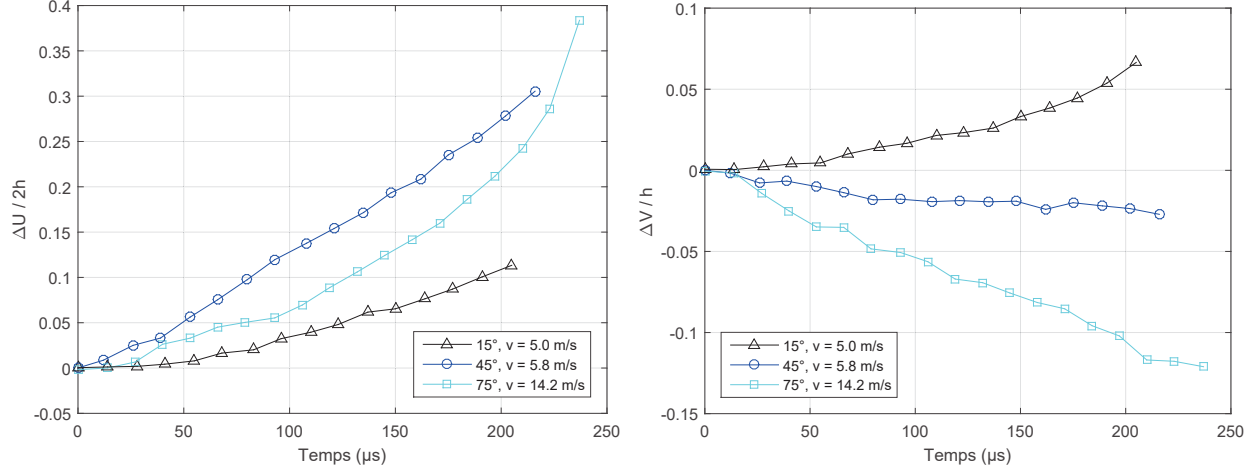 0.4
0.35
0.3
0.25
0.2
0.15
0.1
0.05
0
-0.05
ΔU / 2h
0 50 100 150 200 250
Temps (µs)
15°, v = 5.0 m/s
45°, v = 5.8 m/s
75°, v = 14.2 m/s
0.1
0.05
0
-0.05
-0.1
-0.15
ΔV / h
0 50 100 150 200 250
Temps (µs)
15°, v = 5.0 m/s
45°, v = 5.8 m/s
75°, v = 14.2 m/s